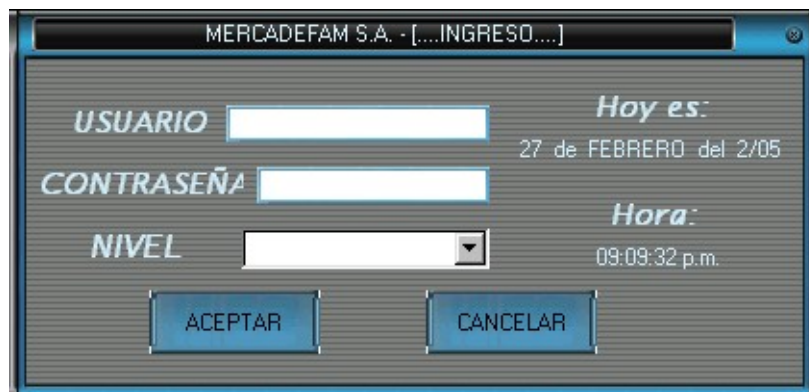 MERCADEFAM S.A. - [....INGRESO....]
USUARIO
Hoy es:
27 de FEBRERO del 2/05
CONTRASEÑA
Hora:
NIVEL
09:09:32 p.m.
ACEPTAR
CANCELAR